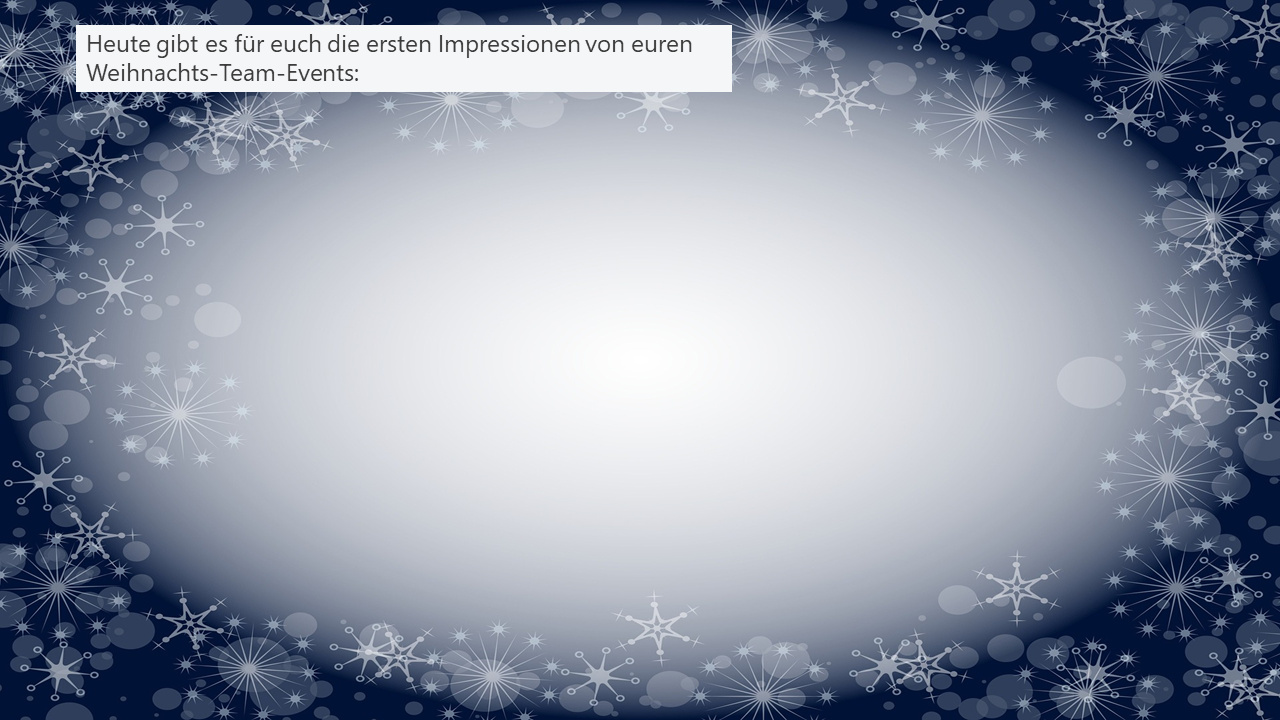 Heute gibt es für euch die ersten Impressionen von euren
Weihnachts-Team-Events: